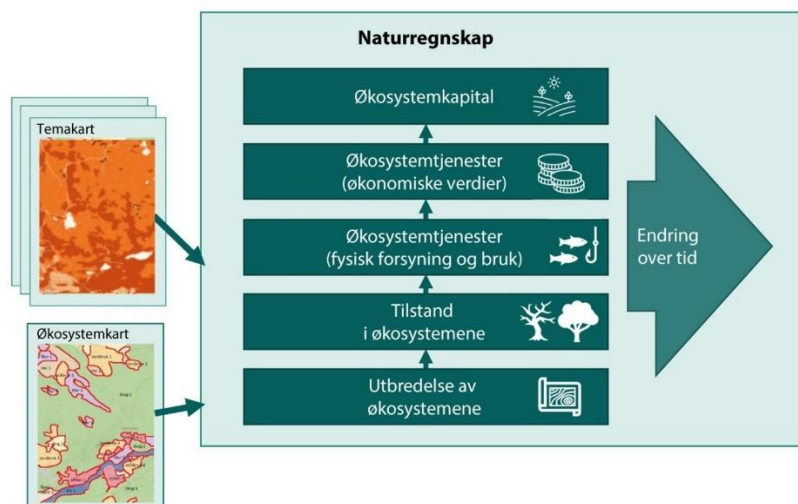 Naturregnskap
Temakart
Økosystemkart
Økosystemkapital
Økosystemtjenester
(økonomiske verdier)
Økosystemtjenester
(fysisk forsyning og bruk)
Tilstand
i økosystemene
Utbredelse av
økosystemene
Endring
over tid